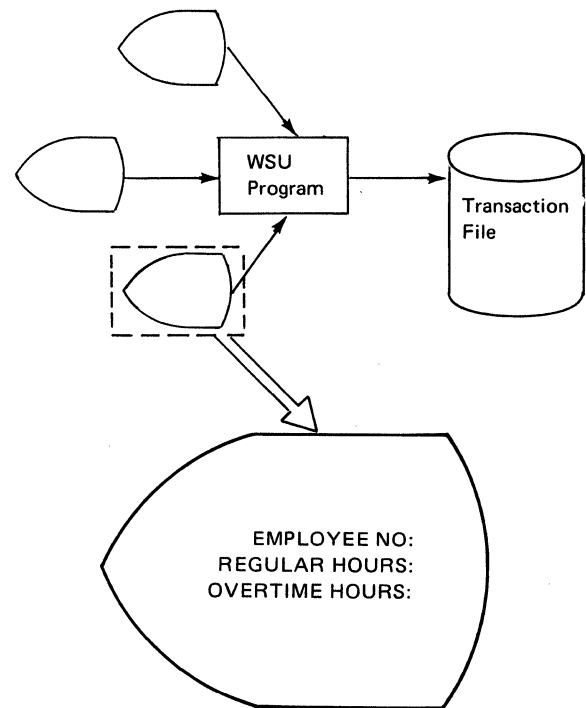 WSU
Program
Transaction
File
EMPLOYEE NO:
REGULAR HOURS:
OVERTIME HOURS: